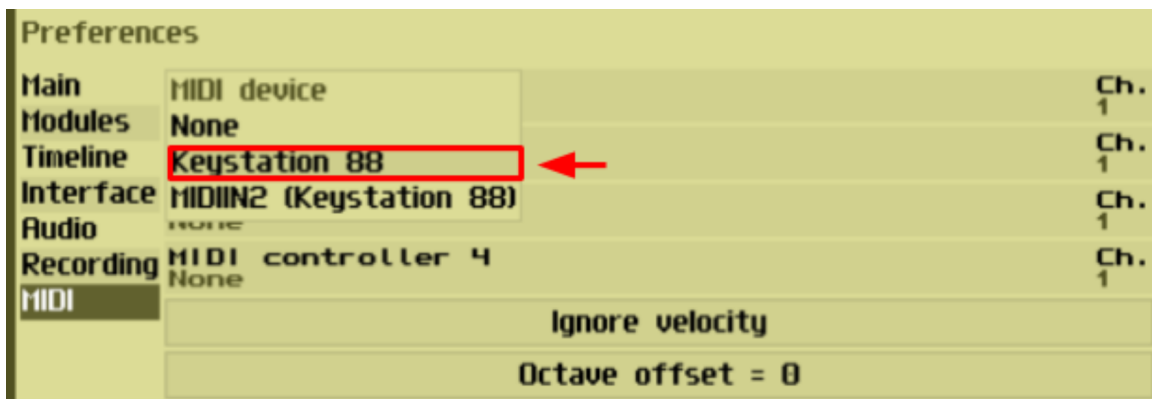 Preferences
Main
Modules
Timeline
Interface
Audio
Recording
MIDI
MIDI device
None
Keystation 88
MIDIIN2 (Keystation 88)
None
MIDI controller 4
None
Ch.
1
Ch.
1
Ch.
1
Ch.
1
Ignore velocity
Octave offset = 0